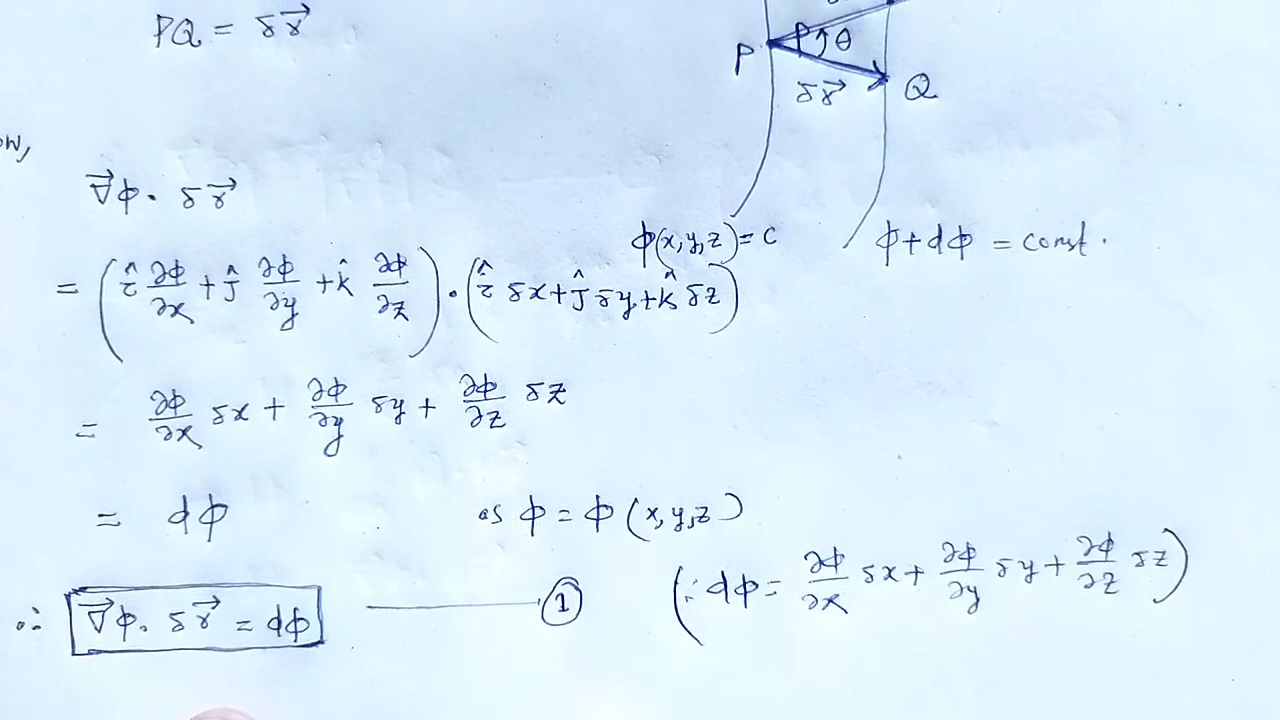 PQ = δr⃗
P θ
δr⃗ Q
∇⃗ϕ · δr⃗
ϕ(x,y,z) = c ϕ+dϕ = const.
= (î ∂ϕ/∂x + ĵ ∂ϕ/∂y + k̂ ∂ϕ/∂z) · (î δx + ĵ δy + k̂ δz)
= ∂ϕ/∂x δx + ∂ϕ/∂y δy + ∂ϕ/∂z δz
= dϕ as ϕ = ϕ(x,y,z)
(∵ dϕ = ∂ϕ/∂x δx + ∂ϕ/∂y δy + ∂ϕ/∂z δz)
∴ ∇⃗ϕ · δr⃗ = dϕ ——— ①